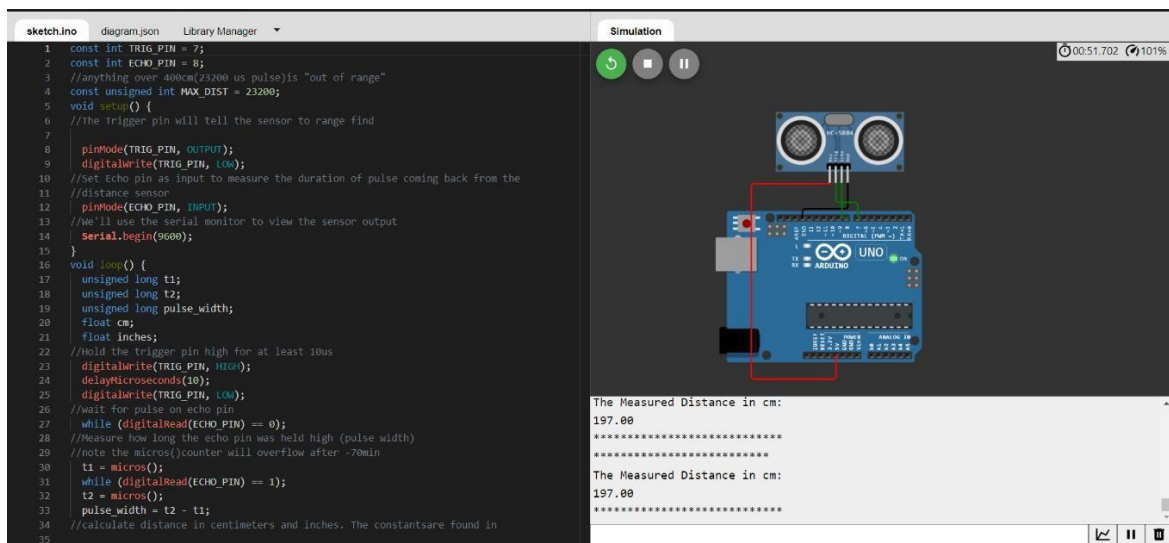 sketch.ino diagram.json Library Manager
1 const int TRIG_PIN = 7;
2 const int ECHO_PIN = 8;
3 //anything over 400cm(23200 us pulse)is "out of range"
4 const unsigned int MAX_DIST = 23200;
5 void setup() {
6 //The Trigger pin will tell the sensor to range find
7
8 pinMode(TRIG_PIN, OUTPUT);
9 digitalWrite(TRIG_PIN, LOW);
10 //Set Echo pin as input to measure the duration of pulse coming back from the
11 //distance sensor
12 pinMode(ECHO_PIN, INPUT);
13 //We'll use the serial monitor to view the sensor output
14 Serial.begin(9600);
15 }
16 void loop() {
17 unsigned long t1;
18 unsigned long t2;
19 unsigned long pulse_width;
20 float cm;
21 float inches;
22 //Hold the trigger pin high for at least 10us
23 digitalWrite(TRIG_PIN, HIGH);
24 delayMicroseconds(10);
25 digitalWrite(TRIG_PIN, LOW);
26 //wait for pulse on echo pin
27 while (digitalRead(ECHO_PIN) == 0);
28 //Measure how long the echo pin was held high (pulse width)
29 //note the micros()counter will overflow after -70min
30 t1 = micros();
31 while (digitalRead(ECHO_PIN) == 1);
32 t2 = micros();
33 pulse_width = t2 - t1;
34 //calculate distance in centimeters and inches. The constantsare found in
35
Simulation
00:51.702 101%
HC-SR04
DIGITAL (PWM ~)
UNO
ON
L
TX
RX
ARDUINO
POWER
ANALOG IN
The Measured Distance in cm:
197.00
****************************
**************************
The Measured Distance in cm:
197.00
****************************